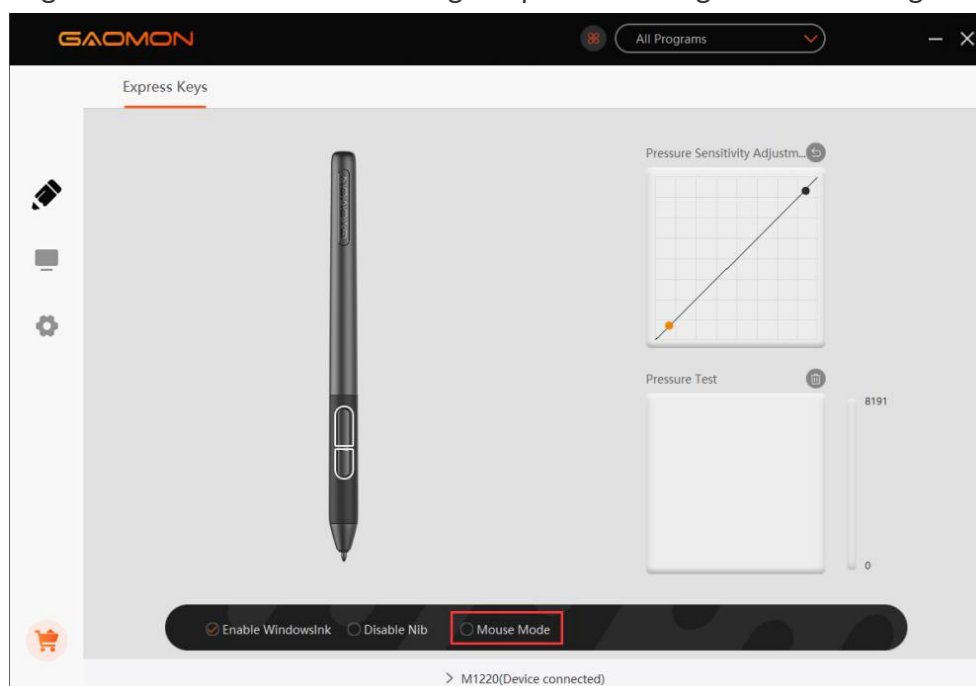 GAOMON
All Programs
Express Keys
Pressure Sensitivity Adjustm...
GAOMON
Pressure Test
8191
0
Enable WindowsInk
Disable Nib
Mouse Mode
M1220(Device connected)